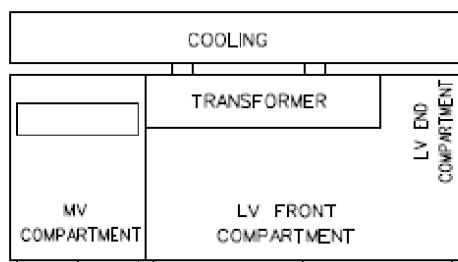 COOLING
TRANSFORMER
LV END
COMPARTMENT
MV
COMPARTMENT
LV FRONT
COMPARTMENT